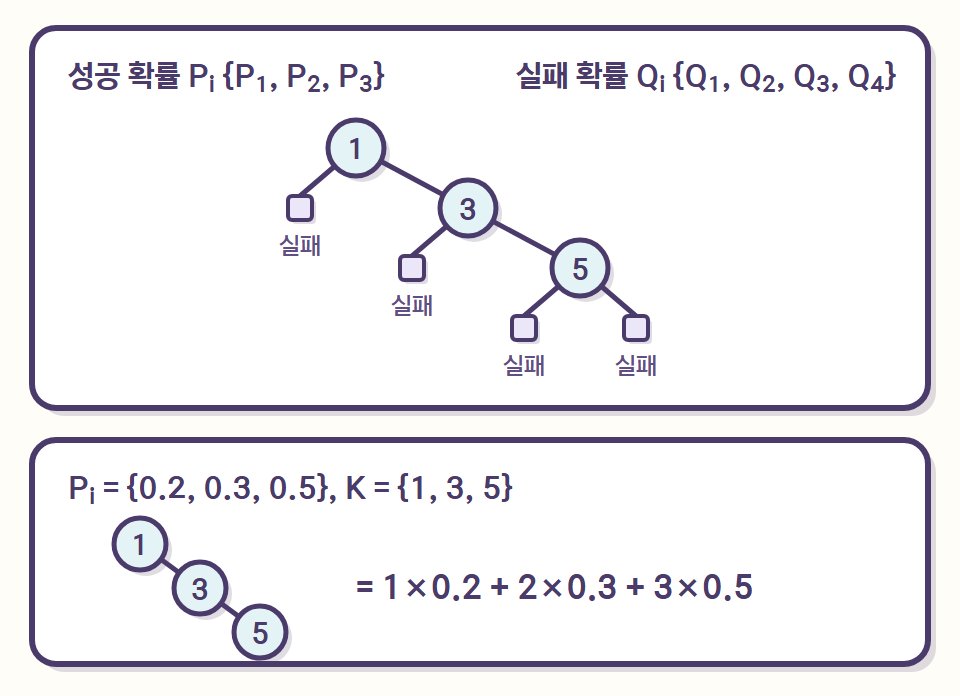 성공 확률 Pi {P1, P2, P3}
실패 확률 Qi {Q1, Q2, Q3, Q4}
1
3
실패
5
실패
실패
실패
Pi = {0.2, 0.3, 0.5}, K = {1, 3, 5}
1
3
= 1×0.2 + 2×0.3 + 3×0.5
5